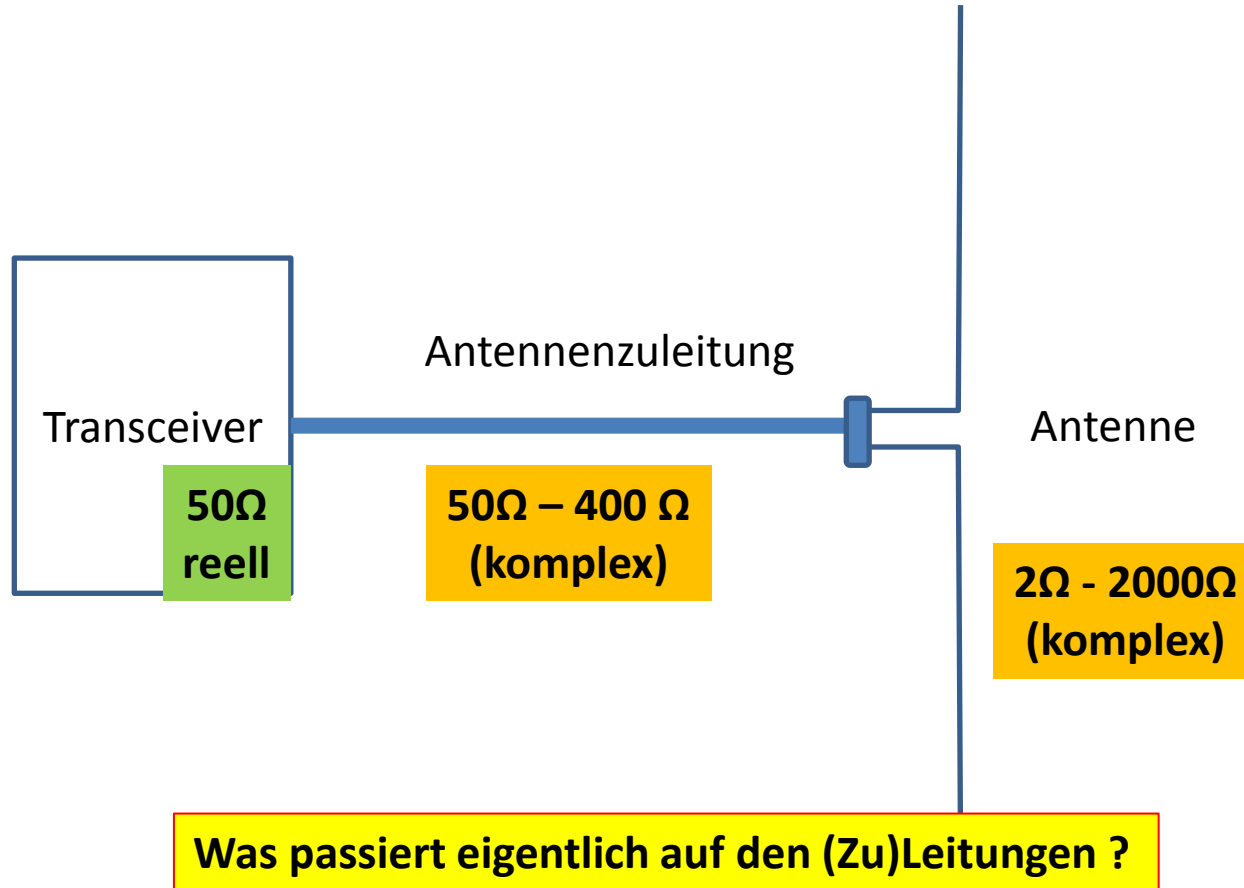 Antennenzuleitung
Transceiver
Antenne
50Ω
reell
50Ω – 400 Ω
(komplex)
2Ω - 2000Ω
(komplex)
Was passiert eigentlich auf den (Zu)Leitungen ?